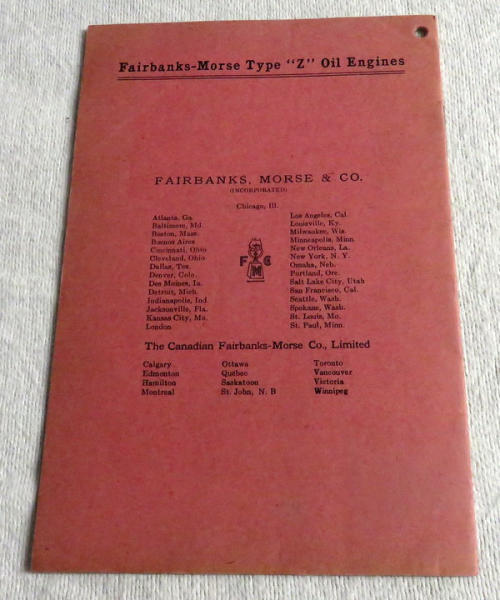 Fairbanks-Morse Type "Z" Oil Engines
FAIRBANKS, MORSE & CO.
(INCORPORATED)
Chicago, Ill.
Atlanta, Ga.
Baltimore, Md.
Boston, Mass.
Buenos Aires
Cincinnati, Ohio
Cleveland, Ohio
Dallas, Tex.
Denver, Colo.
Des Moines, Ia.
Detroit, Mich.
Indianapolis, Ind.
Jacksonville, Fla.
Kansas City, Mo.
London
Los Angeles, Cal.
Louisville, Ky.
Milwaukee, Wis.
Minneapolis, Minn.
New Orleans, La.
New York, N. Y.
Omaha, Neb.
Portland, Ore.
Salt Lake City, Utah
San Francisco, Cal.
Seattle, Wash.
Spokane, Wash.
St. Louis, Mo.
St. Paul, Minn.
F C
M
The Canadian Fairbanks-Morse Co., Limited
Calgary
Edmonton
Hamilton
Montreal
Ottawa
Quebec
Saskatoon
St. John, N. B
Toronto
Vancouver
Victoria
Winnipeg